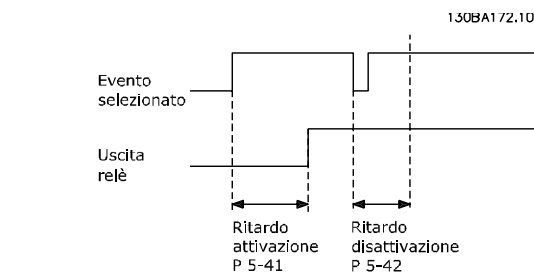 130BA172.10
Evento
selezionato
Uscita
relè
Ritardo
attivazione
P 5-41
Ritardo
disattivazione
P 5-42